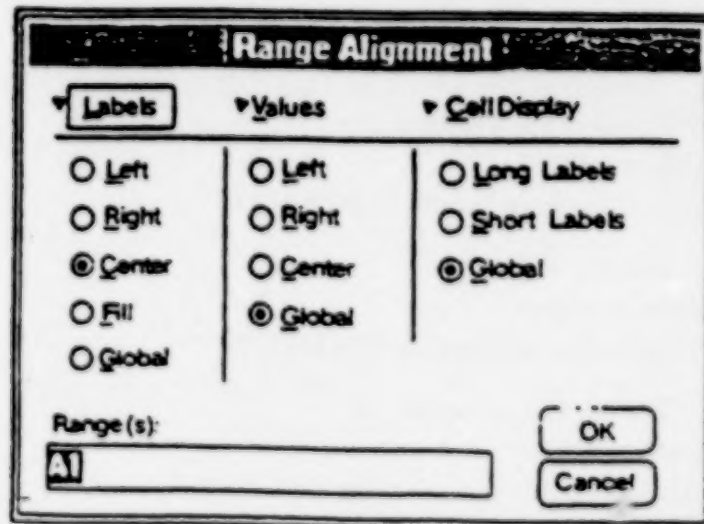 Range Alignment
Labels Values Cell Display
Left Left Long Labels
Right Right Short Labels
Center Center Global
Fill Global
Global
Range(s):
A1
OK
Cancel